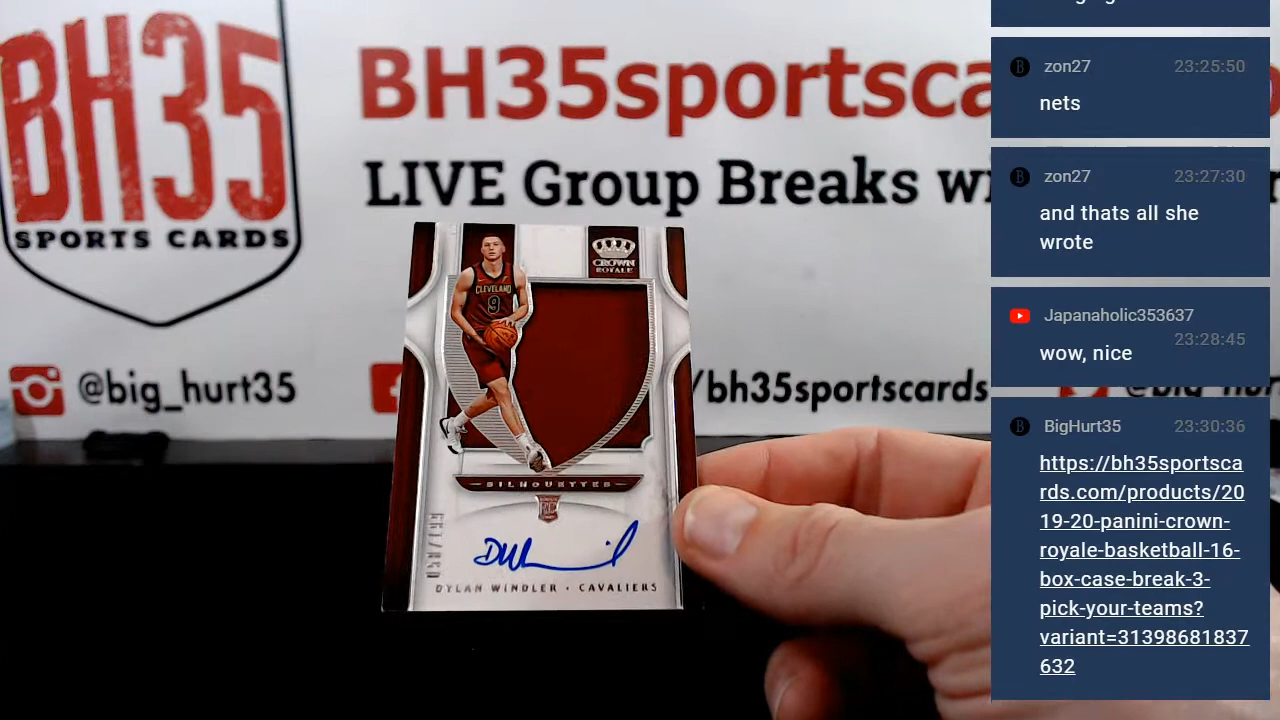 BH35
SPORTS CARDS
BH35sportsca
LIVE Group Breaks wi
@big_hurt35
/bh35sportscards
CROWN
ROYALE
CLEVELAND
9
SILHOUETTES
RC
DYLAN WINDLER • CAVALIERS
zon27 23:25:50
nets
zon27 23:27:30
and thats all she
wrote
Japanaholic353637
23:28:45
wow, nice
BigHurt35 23:30:36
https://bh35sportsca
rds.com/products/20
19-20-panini-crown-
royale-basketball-16-
box-case-break-3-
pick-your-teams?
variant=31398681837
632